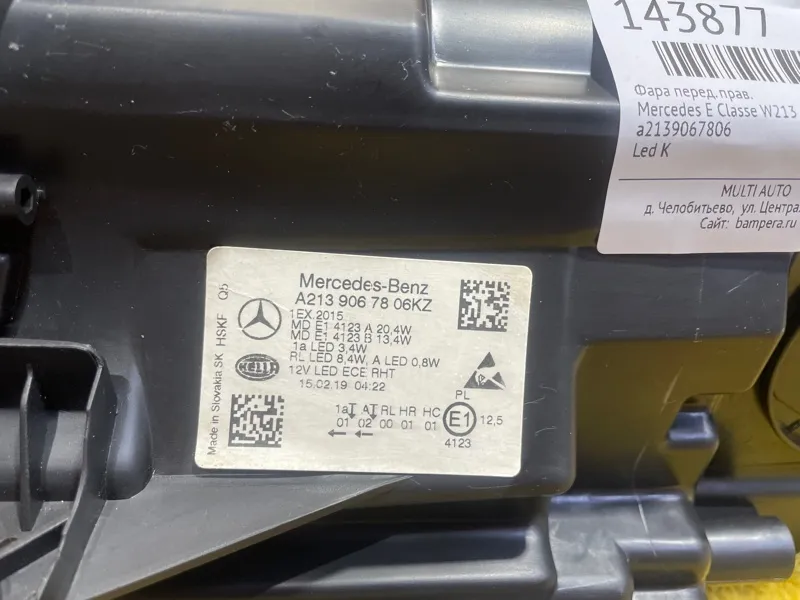 143877
Фара перед.прав.
Mercedes E Classe W213
a2139067806
Led K
MULTI AUTO
д. Челобитьево, ул. Централ
Сайт: bampera.ru
Mercedes-Benz
A213 906 78 06KZ
1EX.2015
MD E1 4123 A 20,4W
MD E1 4123 B 13,4W
1a LED 3,4W
RL LED 8,4W, A LED 0,8W
12V LED ECE RHT
15.02.19 04:22
HELLA
Made in Slovakia.SK HSKF Q5
PL
1aT AT RL HR HC
01 02 00 01 01
E1 12,5
4123